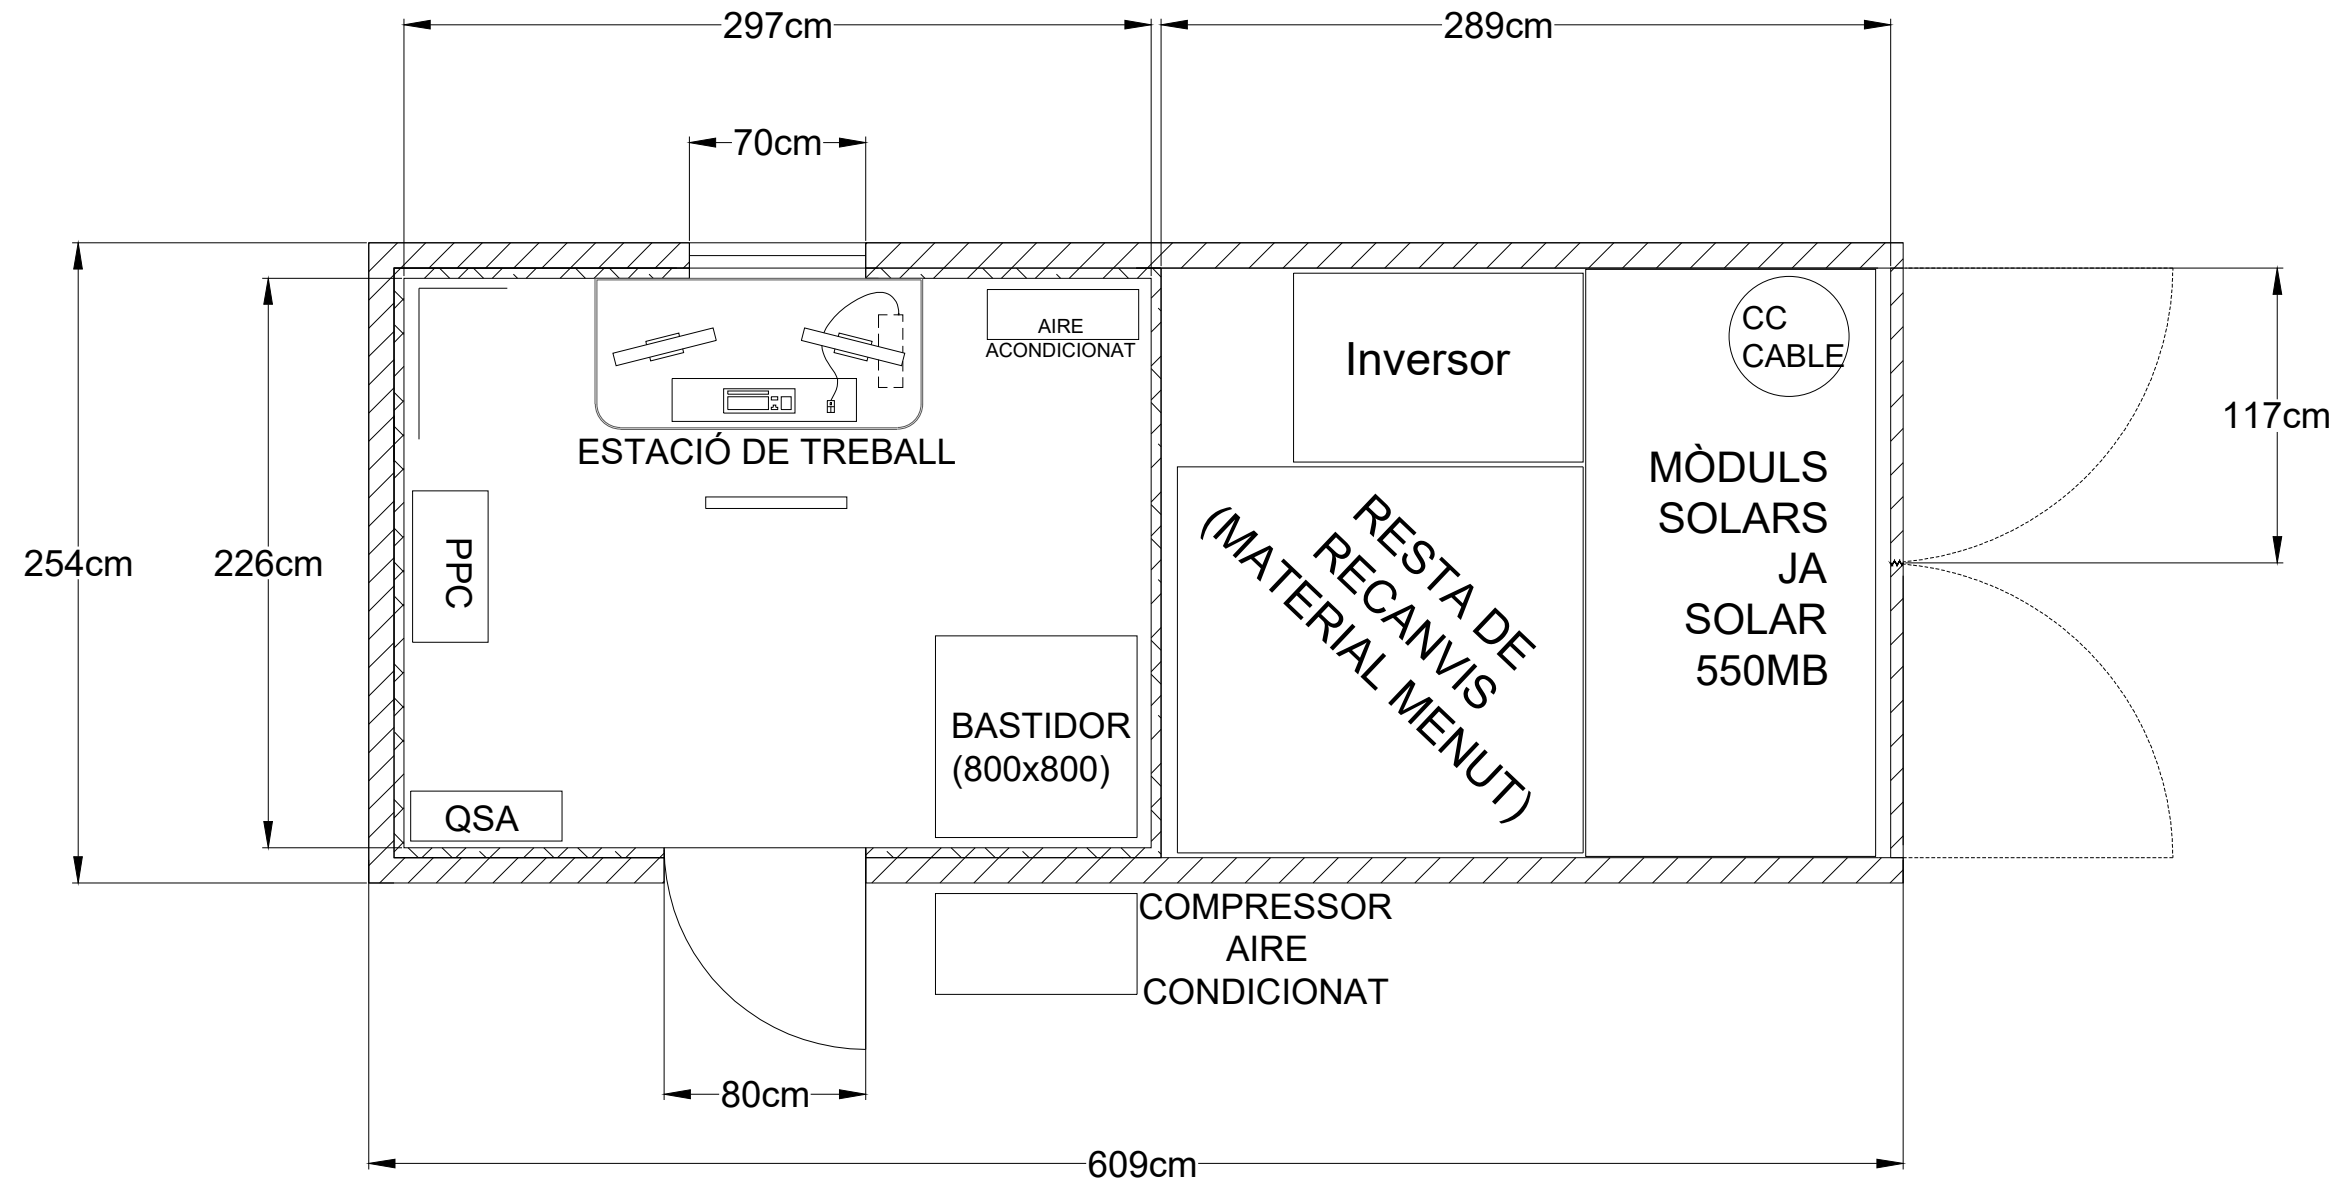 297cm
289cm
70cm
AIRE
ACONDICIONAT
CC
CABLE
Inversor
117cm
ESTACIÓ DE TREBALL
MÒDULS
SOLARS
JA
SOLAR
550MB
254cm
226cm
PPC
RESTA DE
RECANVIS
(MATERIAL MENUT)
BASTIDOR
(800x800)
QSA
COMPRESSOR
AIRE
CONDICIONAT
80cm
609cm